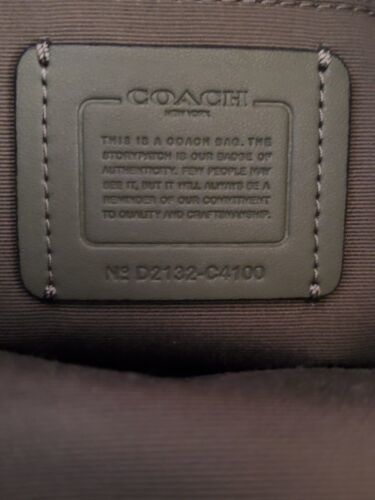 COACH
NEW YORK
THIS IS A COACH BAG. THE
STORYPATCH IS OUR BADGE OF
AUTHENTICITY. FEW PEOPLE MAY
SEE IT, BUT IT WILL ALWAYS BE A
REMINDER OF OUR COMMITMENT
TO QUALITY AND CRAFTSMANSHIP.
Nº D2132-C4100